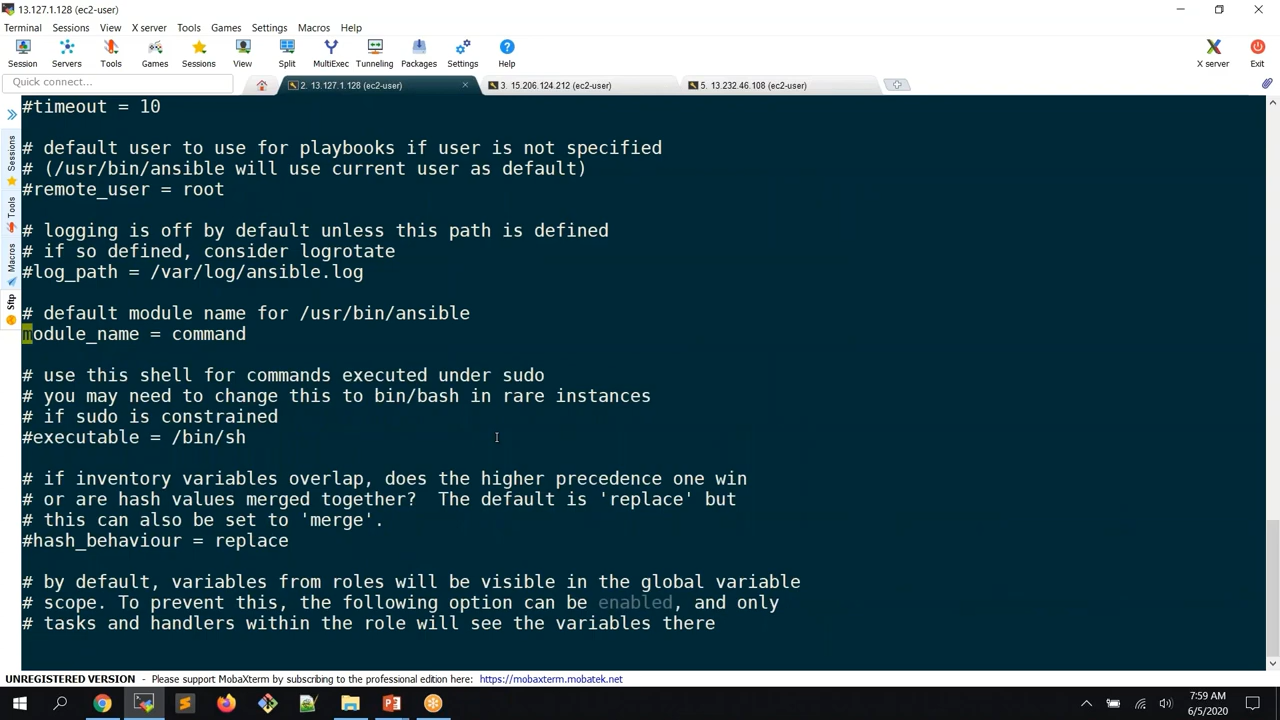 13.127.1.128 (ec2-user)
Terminal Sessions View X server Tools Games Settings Macros Help
Session Servers Tools Games Sessions View Split MultiExec Tunneling Packages Settings Help X server Exit
Quick connect...
2. 13.127.1.128 (ec2-user)
3. 15.206.124.212 (ec2-user)
5. 13.232.46.108 (ec2-user)
Sessions
Tools
Macros
Sftp
#timeout = 10
# default user to use for playbooks if user is not specified
# (/usr/bin/ansible will use current user as default)
#remote_user = root
# logging is off by default unless this path is defined
# if so defined, consider logrotate
#log_path = /var/log/ansible.log
# default module name for /usr/bin/ansible
module_name = command
# use this shell for commands executed under sudo
# you may need to change this to bin/bash in rare instances
# if sudo is constrained
#executable = /bin/sh
# if inventory variables overlap, does the higher precedence one win
# or are hash values merged together?  The default is 'replace' but
# this can also be set to 'merge'.
#hash_behaviour = replace
# by default, variables from roles will be visible in the global variable
# scope. To prevent this, the following option can be enabled, and only
# tasks and handlers within the role will see the variables there
UNREGISTERED VERSION - Please support MobaXterm by subscribing to the professional edition here: https://mobaxterm.mobatek.net
7:59 AM
6/5/2020